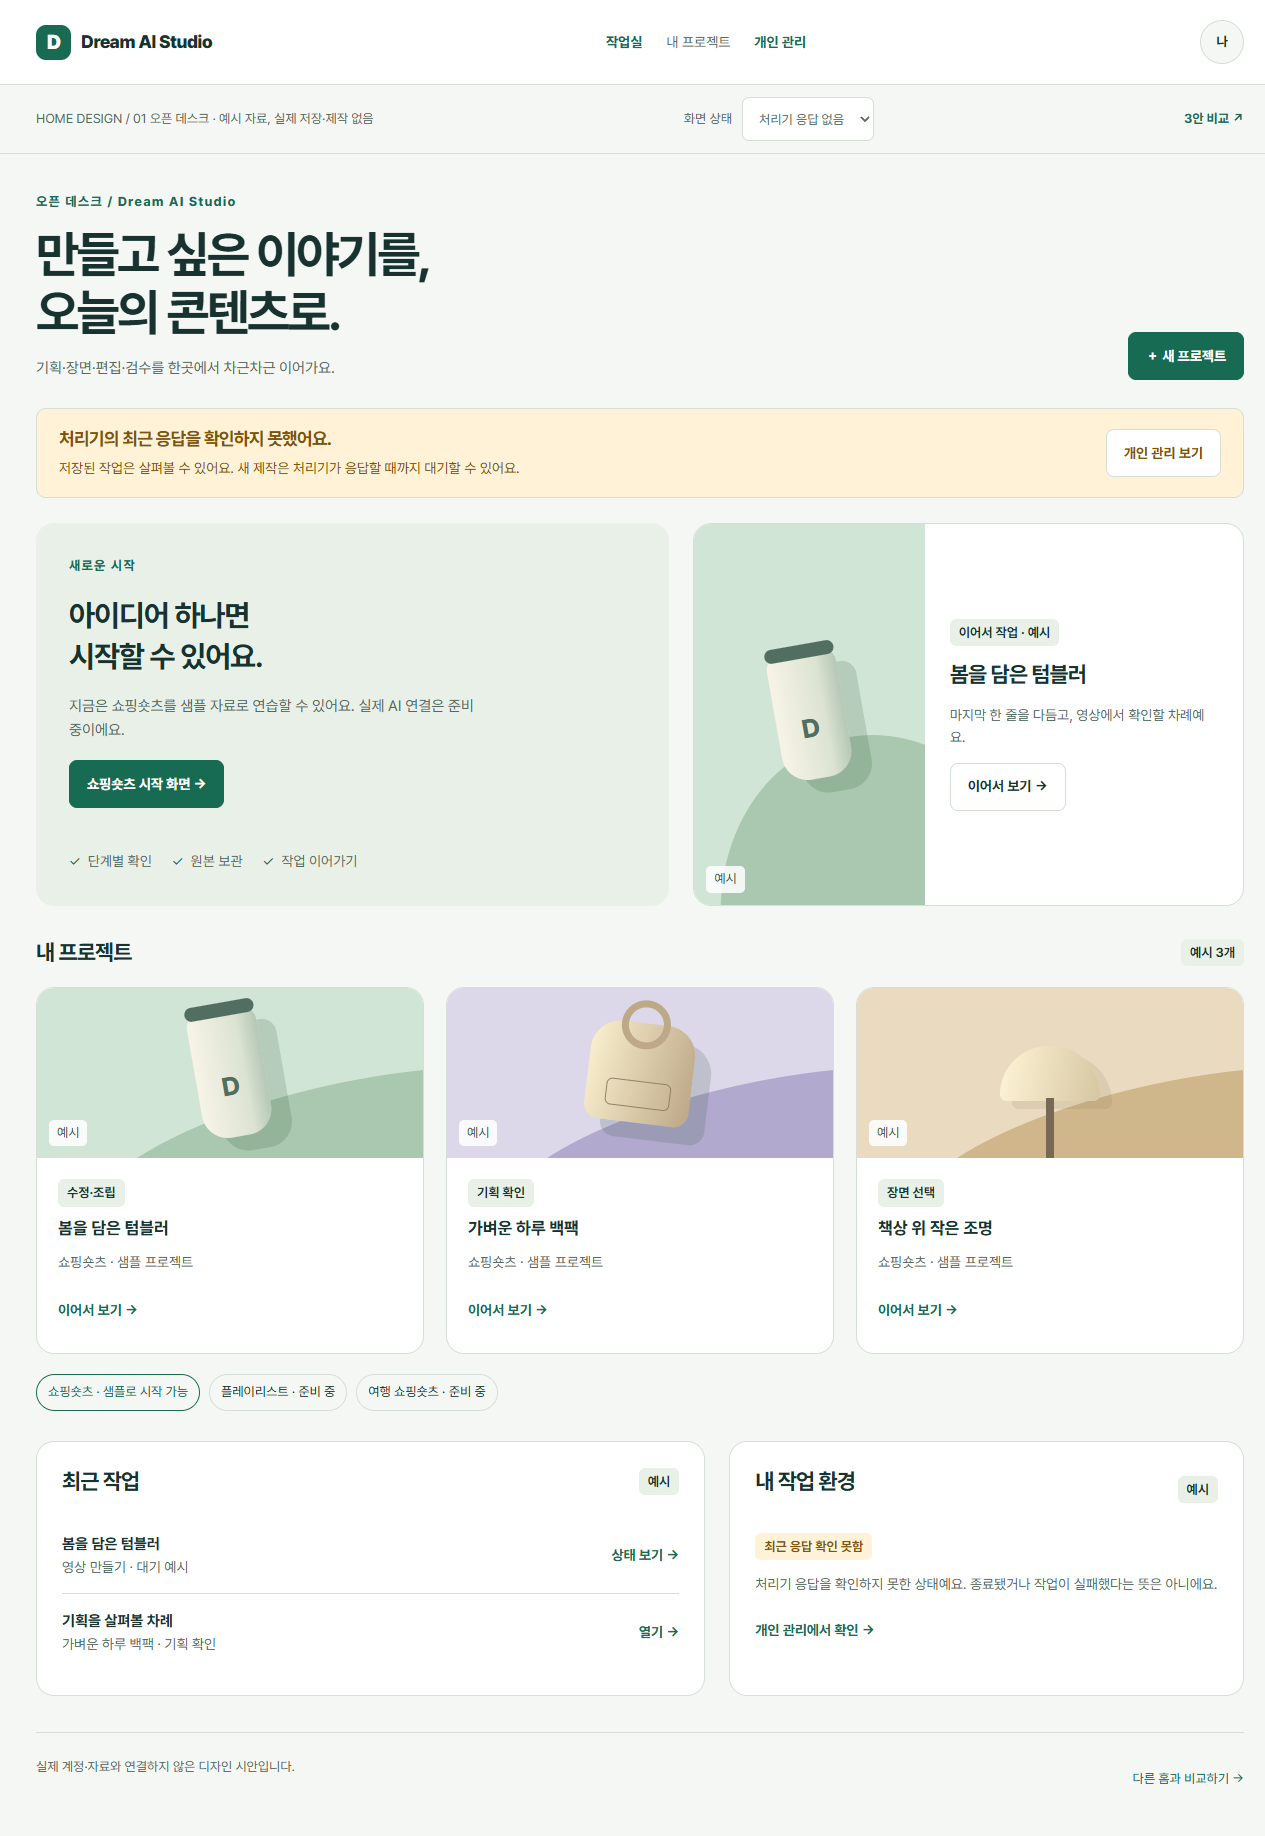 D Dream AI Studio
작업실 내 프로젝트 개인 관리
나
HOME DESIGN / 01 오픈 데스크 · 예시 자료, 실제 저장·제작 없음
화면 상태 처리기 응답 없음
3안 비교 ↗
오픈 데스크 / Dream AI Studio
만들고 싶은 이야기를,
오늘의 콘텐츠로.
기획·장면·편집·검수를 한곳에서 차근차근 이어가요.
+ 새 프로젝트
처리기의 최근 응답을 확인하지 못했어요.
저장된 작업은 살펴볼 수 있어요. 새 제작은 처리기가 응답할 때까지 대기할 수 있어요.
개인 관리 보기
새로운 시작
아이디어 하나면
시작할 수 있어요.
지금은 쇼핑숏츠를 샘플 자료로 연습할 수 있어요. 실제 AI 연결은 준비
중이에요.
쇼핑숏츠 시작 화면 →
✓ 단계별 확인 ✓ 원본 보관 ✓ 작업 이어가기
D
예시
이어서 작업 · 예시
봄을 담은 텀블러
마지막 한 줄을 다듬고, 영상에서 확인할 차례예
요.
이어서 보기 →
내 프로젝트
예시 3개
D
예시
수정·조립
봄을 담은 텀블러
쇼핑숏츠 · 샘플 프로젝트
이어서 보기 →
예시
기획 확인
가벼운 하루 백팩
쇼핑숏츠 · 샘플 프로젝트
이어서 보기 →
예시
장면 선택
책상 위 작은 조명
쇼핑숏츠 · 샘플 프로젝트
이어서 보기 →
쇼핑숏츠 · 샘플로 시작 가능
플레이리스트 · 준비 중
여행 쇼핑숏츠 · 준비 중
최근 작업
예시
봄을 담은 텀블러
영상 만들기 · 대기 예시
상태 보기 →
기획을 살펴볼 차례
가벼운 하루 백팩 · 기획 확인
열기 →
내 작업 환경
예시
최근 응답 확인 못함
처리기 응답을 확인하지 못한 상태예요. 종료됐거나 작업이 실패했다는 뜻은 아니에요.
개인 관리에서 확인 →
실제 계정·자료와 연결하지 않은 디자인 시안입니다.
다른 홈과 비교하기 →